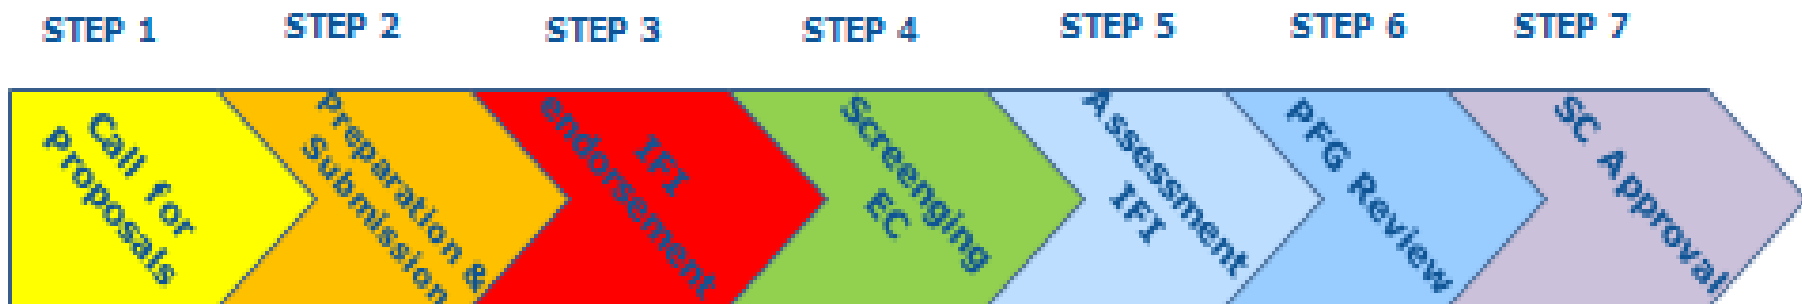 STEP 1
STEP 2
STEP 3
STEP 4
STEP 5
STEP 6
STEP 7
Call for
proposals
Preparation &
Submission
IFI
endorsement
Screenging
EC
Assessment
IFI
PFG Review
SC Approval